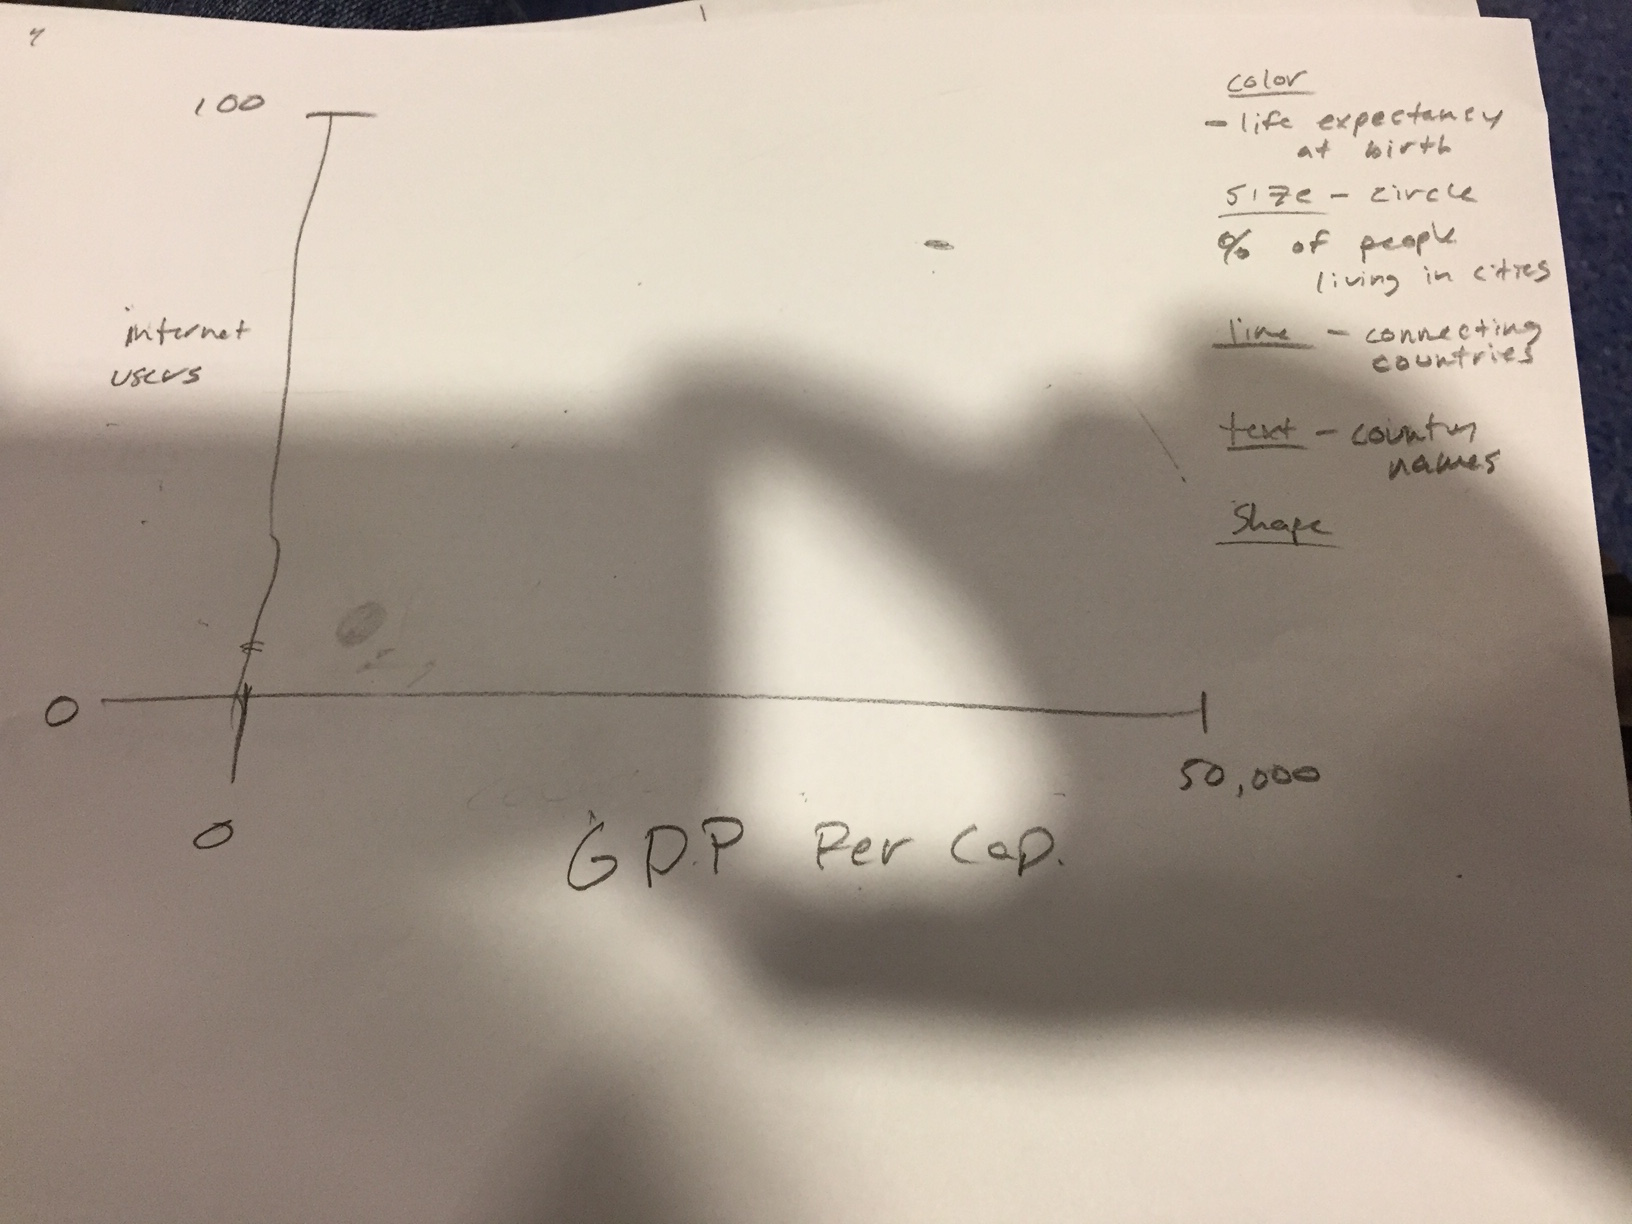 100
internet
users
0
0
50,000
GDP Per Cap.
color
- life expectancy
at birth
size - circle
% of people
living in cities
line - connecting
countries
text - country
names
Shape